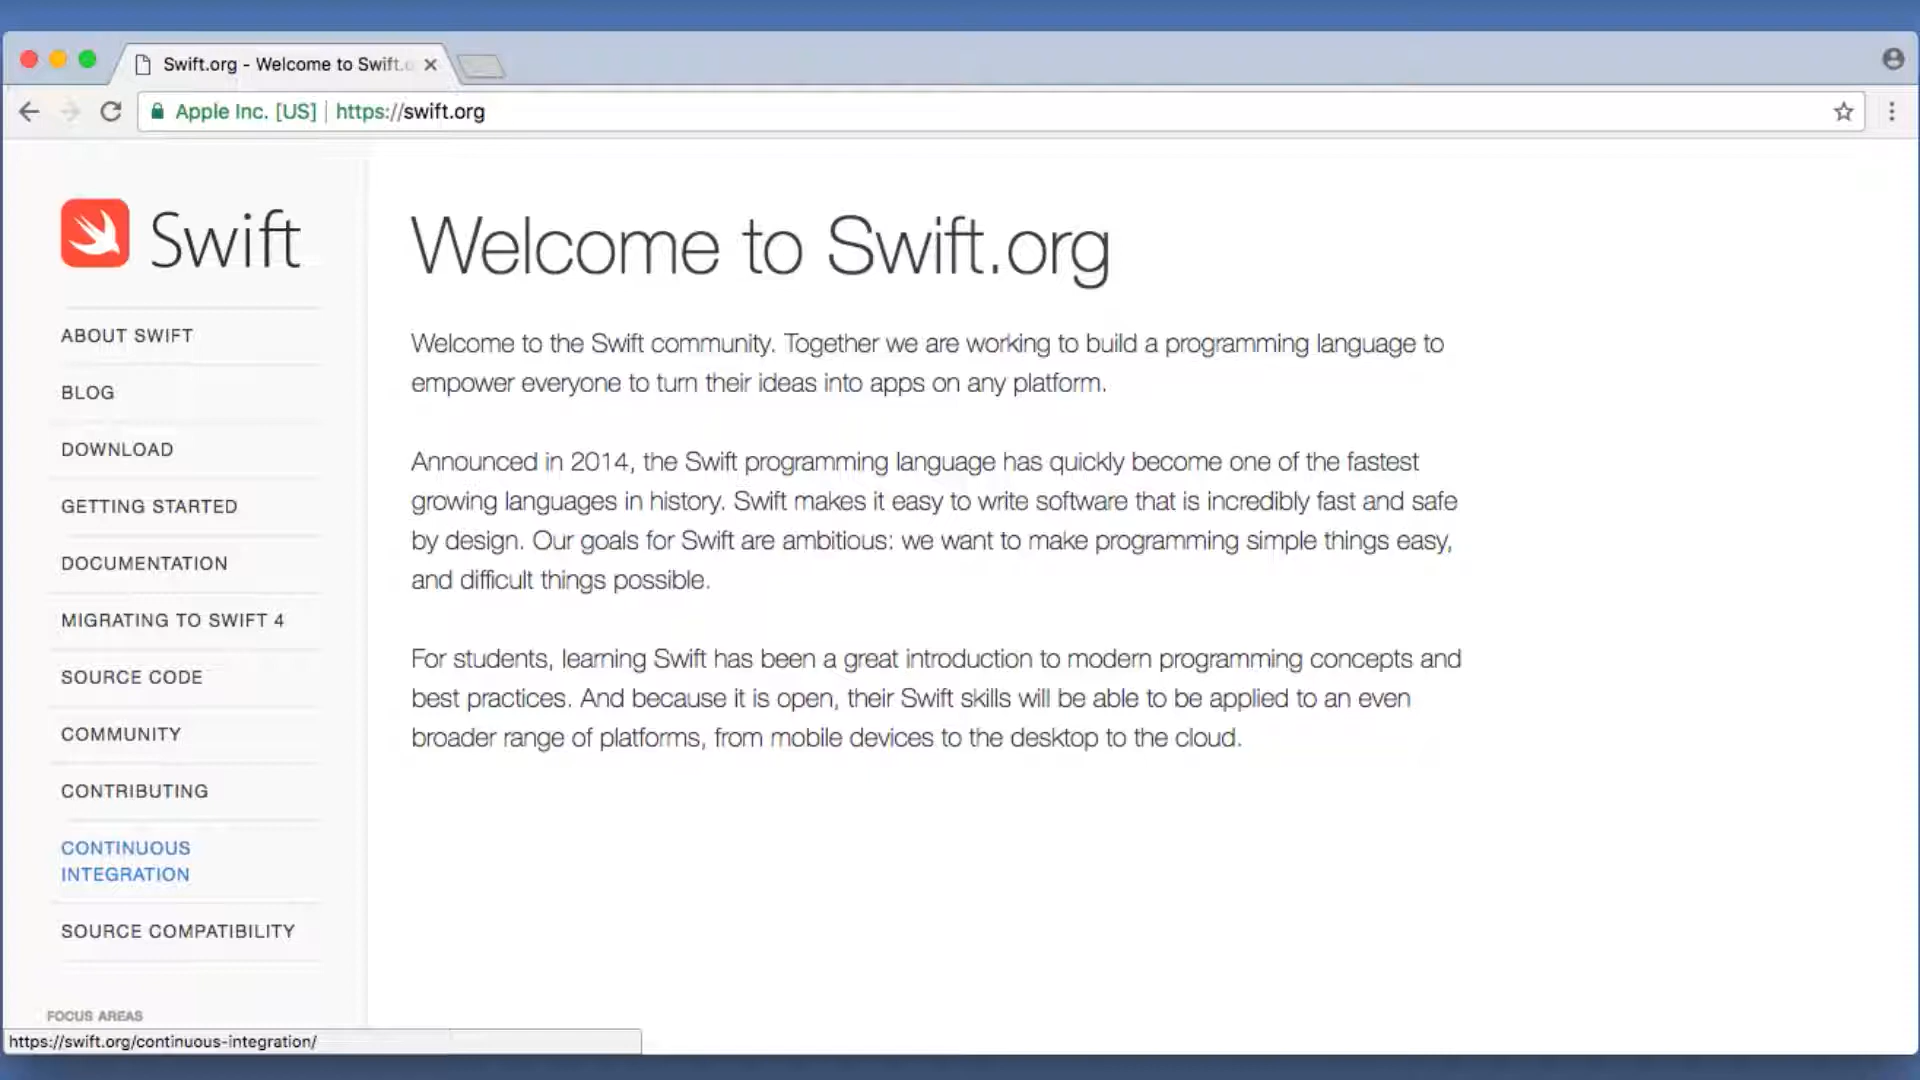 Swift.org - Welcome to Swift.o
Apple Inc. [US] | https://swift.org
Swift
ABOUT SWIFT
BLOG
DOWNLOAD
GETTING STARTED
DOCUMENTATION
MIGRATING TO SWIFT 4
SOURCE CODE
COMMUNITY
CONTRIBUTING
CONTINUOUS
INTEGRATION
SOURCE COMPATIBILITY
FOCUS AREAS
Welcome to Swift.org
Welcome to the Swift community. Together we are working to build a programming language to
empower everyone to turn their ideas into apps on any platform.
Announced in 2014, the Swift programming language has quickly become one of the fastest
growing languages in history. Swift makes it easy to write software that is incredibly fast and safe
by design. Our goals for Swift are ambitious: we want to make programming simple things easy,
and difficult things possible.
For students, learning Swift has been a great introduction to modern programming concepts and
best practices. And because it is open, their Swift skills will be able to be applied to an even
broader range of platforms, from mobile devices to the desktop to the cloud.
https://swift.org/continuous-integration/